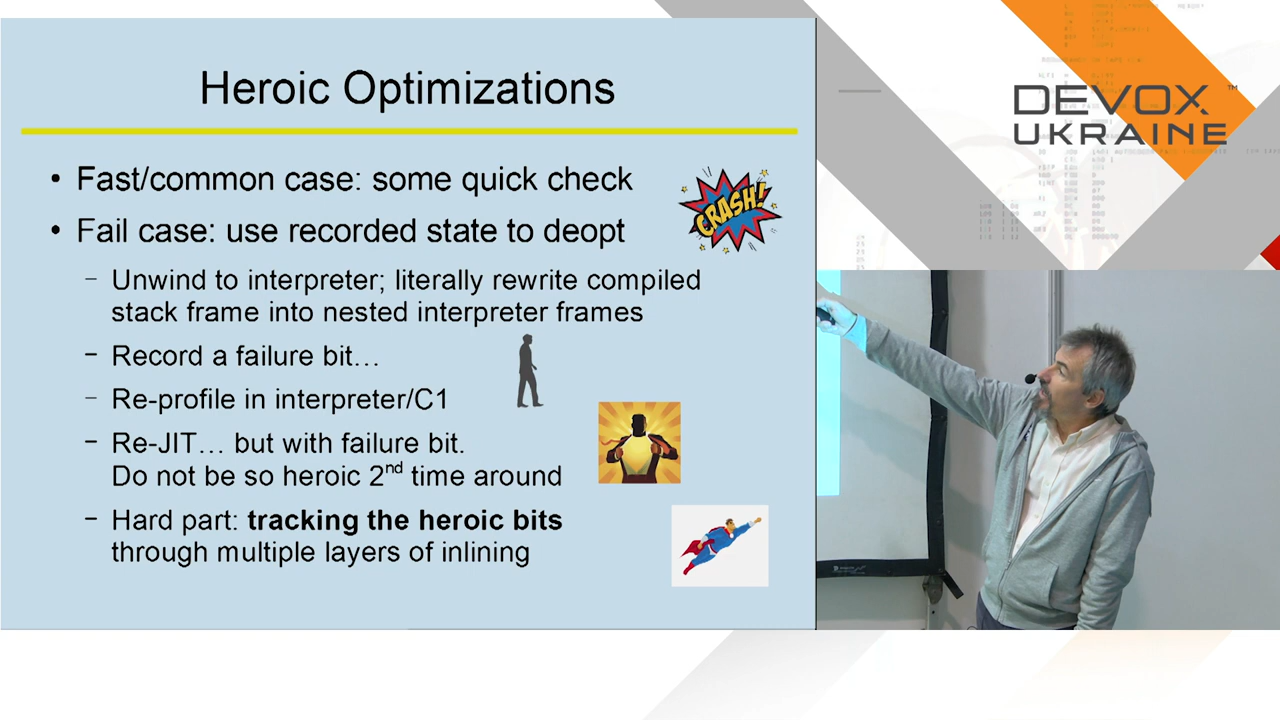 Heroic Optimizations
• Fast/common case: some quick check
CRASH!
• Fail case: use recorded state to deopt
– Unwind to interpreter; literally rewrite compiled
stack frame into nested interpreter frames
– Record a failure bit…
– Re-profile in interpreter/C1
– Re-JIT… but with failure bit.
Do not be so heroic 2nd time around
– Hard part: tracking the heroic bits
through multiple layers of inlining
DEVOX™
UKRAINE